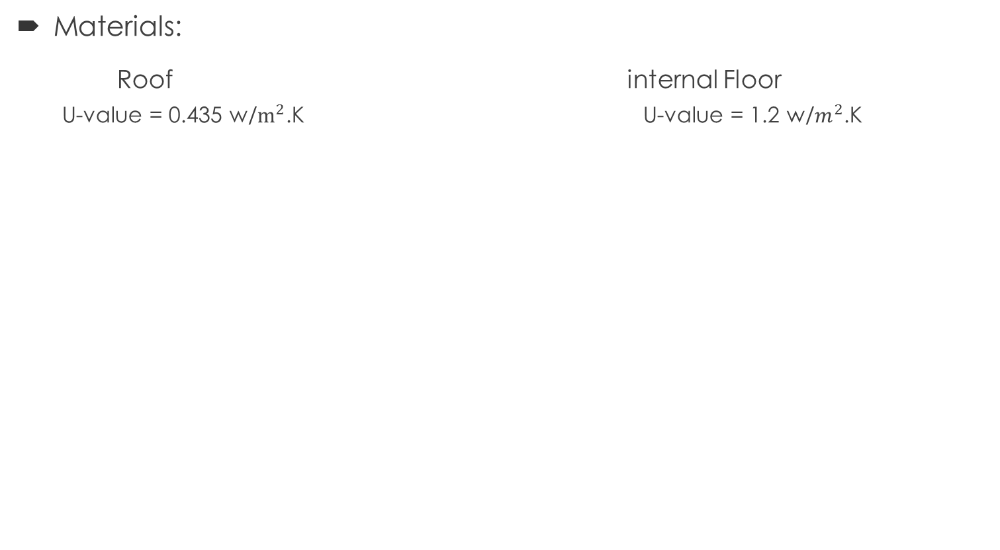 Materials:
Roof
U-value = 0.435 w/m².K
internal Floor
U-value = 1.2 w/m².K